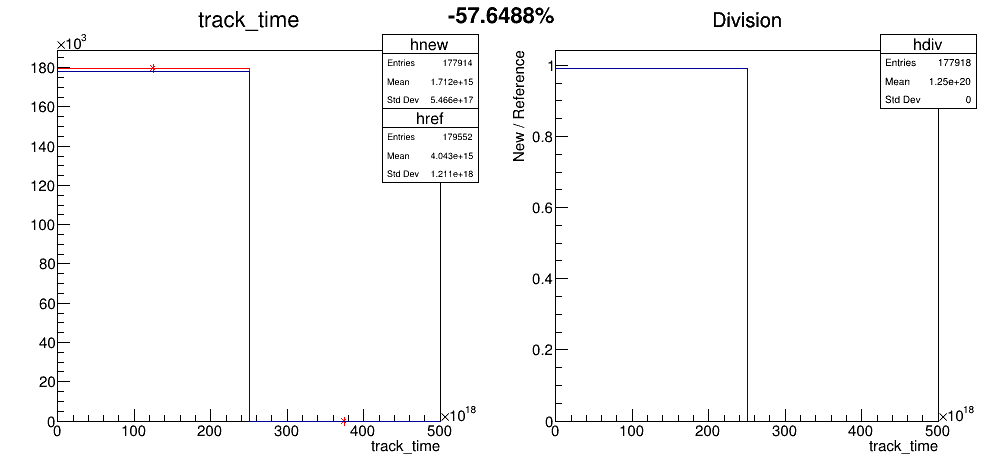 -57.6488%
track_time
×10³
hnew
Entries 177914
Mean 1.712e+15
Std Dev 5.466e+17
href
Entries 179552
Mean 4.043e+15
Std Dev 1.211e+18
180
160
140
120
100
80
60
40
20
0
0 100 200 300 400 500
×10¹⁸
track_time
Division
hdiv
Entries 177918
Mean 1.25e+20
Std Dev 0
New / Reference
1
0.8
0.6
0.4
0.2
0
0 100 200 300 400 500
×10¹⁸
track_time